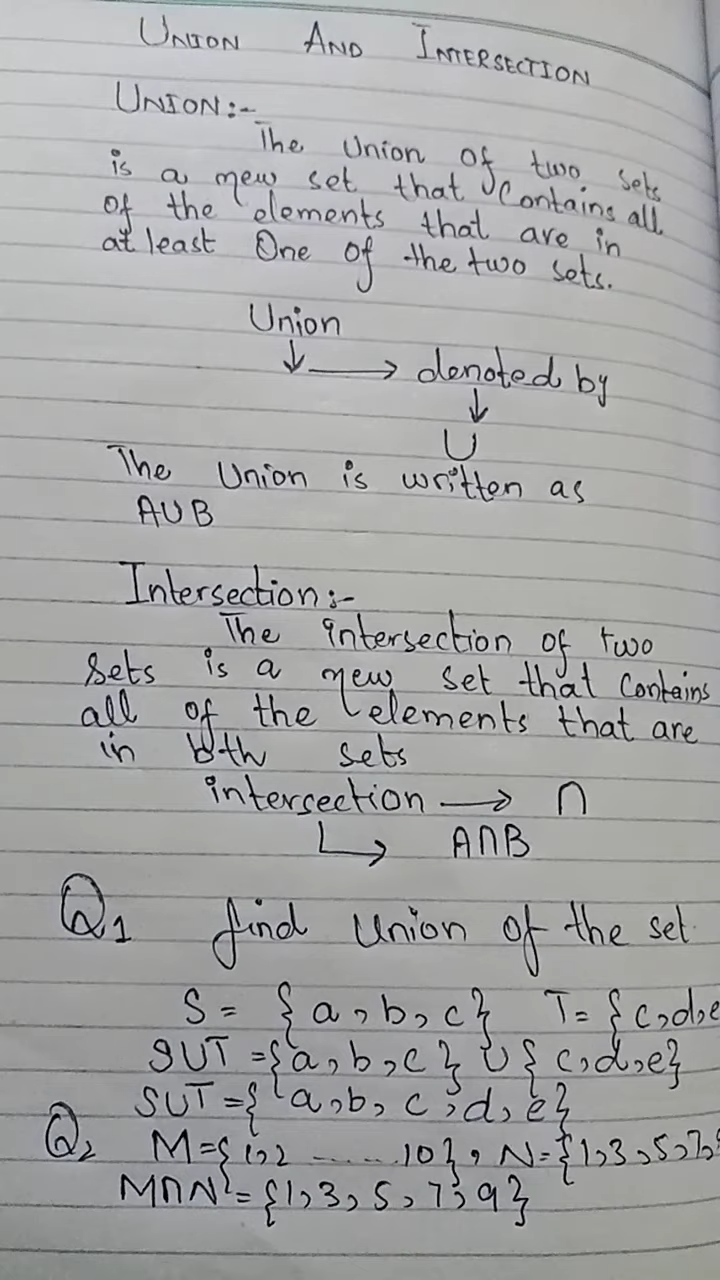 UNION AND INTERSECTION
UNION:-
The Union of two sets
is a new set that Contains all
of the elements that are in
at least One of the two sets.
Union
↓ → denoted by
↓
∪
The Union is written as
A∪B
Intersection:-
The intersection of two
Sets is a new set that Contains
all of the elements that are
in both sets
intersection → ∩
↳ A∩B
Q1 find Union of the set
S = {a, b, c} T = {c, d, e
S∪T = {a, b, c} ∪ {c, d, e}
S∪T = {a, b, c, d, e}
Q2 M = {1, 2 ...... 10}, N = {1, 3, 5, 7,
M∩N = {1, 3, 5, 7, 9}